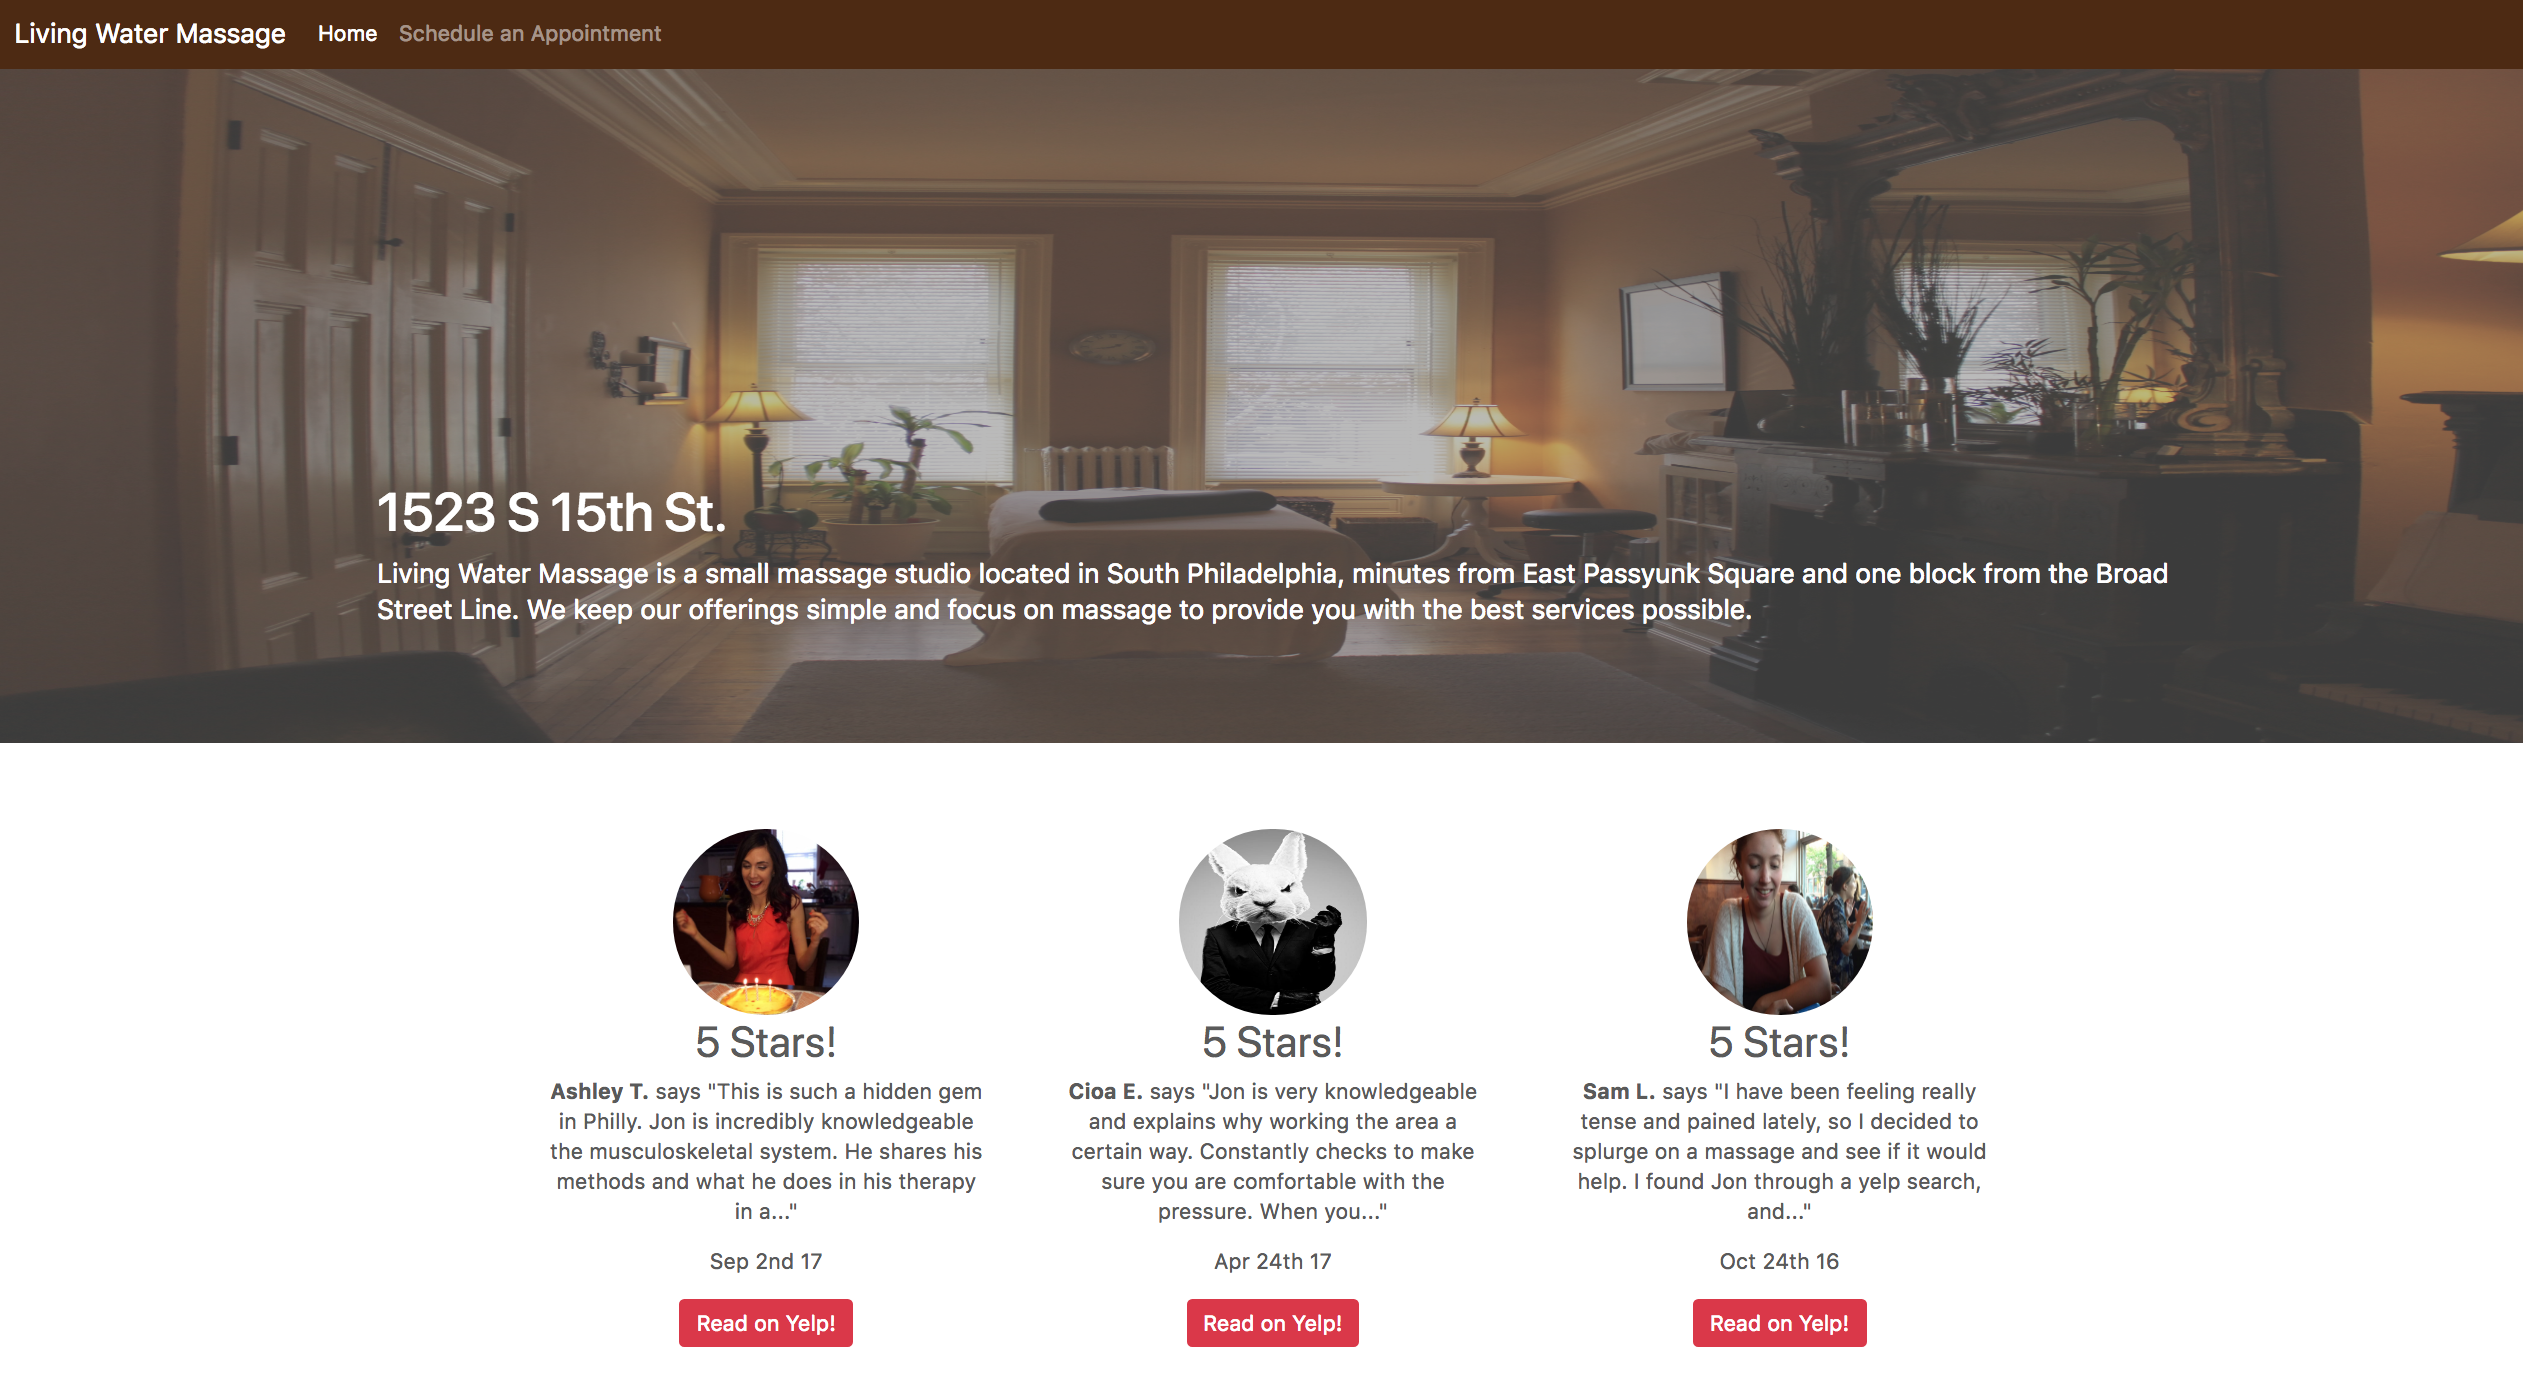 Living Water Massage Home Schedule an Appointment
1523 S 15th St.
Living Water Massage is a small massage studio located in South Philadelphia, minutes from East Passyunk Square and one block from the Broad
Street Line. We keep our offerings simple and focus on massage to provide you with the best services possible.
5 Stars!
Ashley T. says "This is such a hidden gem
in Philly. Jon is incredibly knowledgeable
the musculoskeletal system. He shares his
methods and what he does in his therapy
in a..."
Sep 2nd 17
Read on Yelp!
5 Stars!
Cioa E. says "Jon is very knowledgeable
and explains why working the area a
certain way. Constantly checks to make
sure you are comfortable with the
pressure. When you..."
Apr 24th 17
Read on Yelp!
5 Stars!
Sam L. says "I have been feeling really
tense and pained lately, so I decided to
splurge on a massage and see if it would
help. I found Jon through a yelp search,
and..."
Oct 24th 16
Read on Yelp!